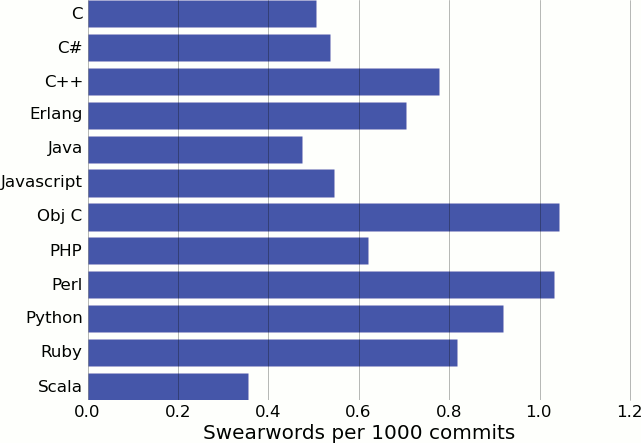 C
C#
C++
Erlang
Java
Javascript
Obj C
PHP
Perl
Python
Ruby
Scala
0.0 0.2 0.4 0.6 0.8 1.0 1.2
Swearwords per 1000 commits